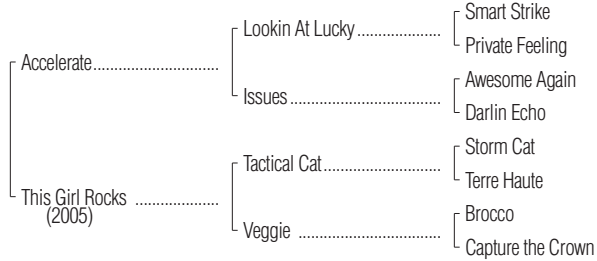 Smart Strike
Lookin At Lucky
Private Feeling
Accelerate
Awesome Again
Issues
Darlin Echo
Storm Cat
Tactical Cat
Terre Haute
This Girl Rocks
(2005)
Brocco
Veggie
Capture the Crown